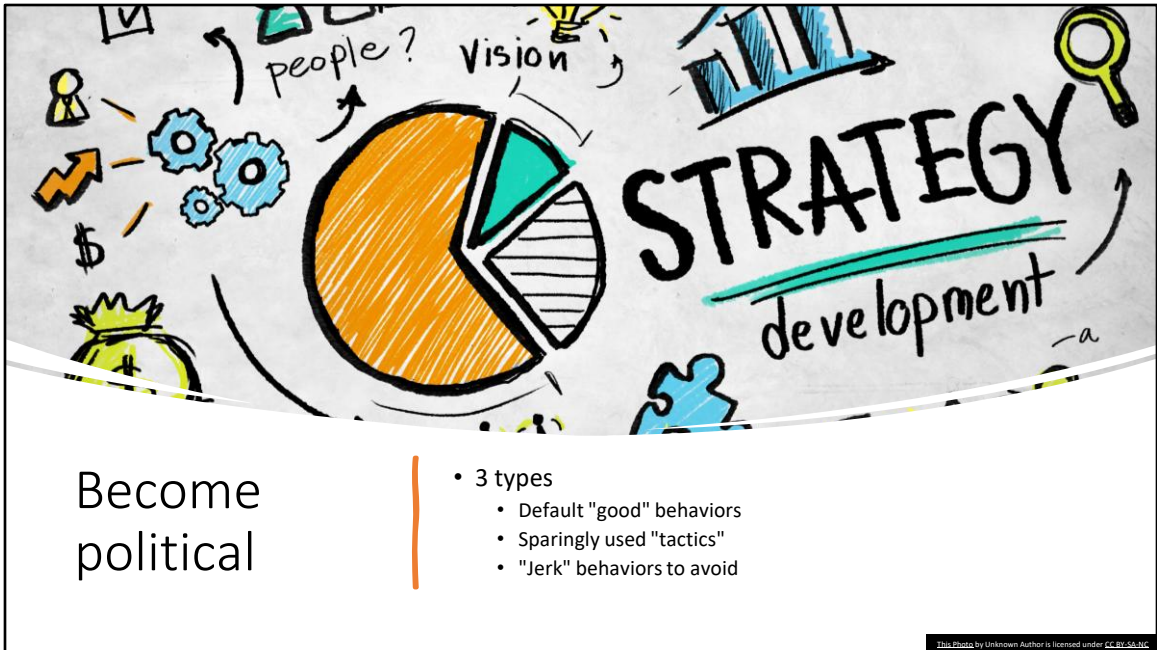 people ?
Vision
STRATEGY
development
$
$
Become
political
• 3 types
• Default "good" behaviors
• Sparingly used "tactics"
• "Jerk" behaviors to avoid
This Photo by Unknown Author is licensed under CC BY-SA-NC